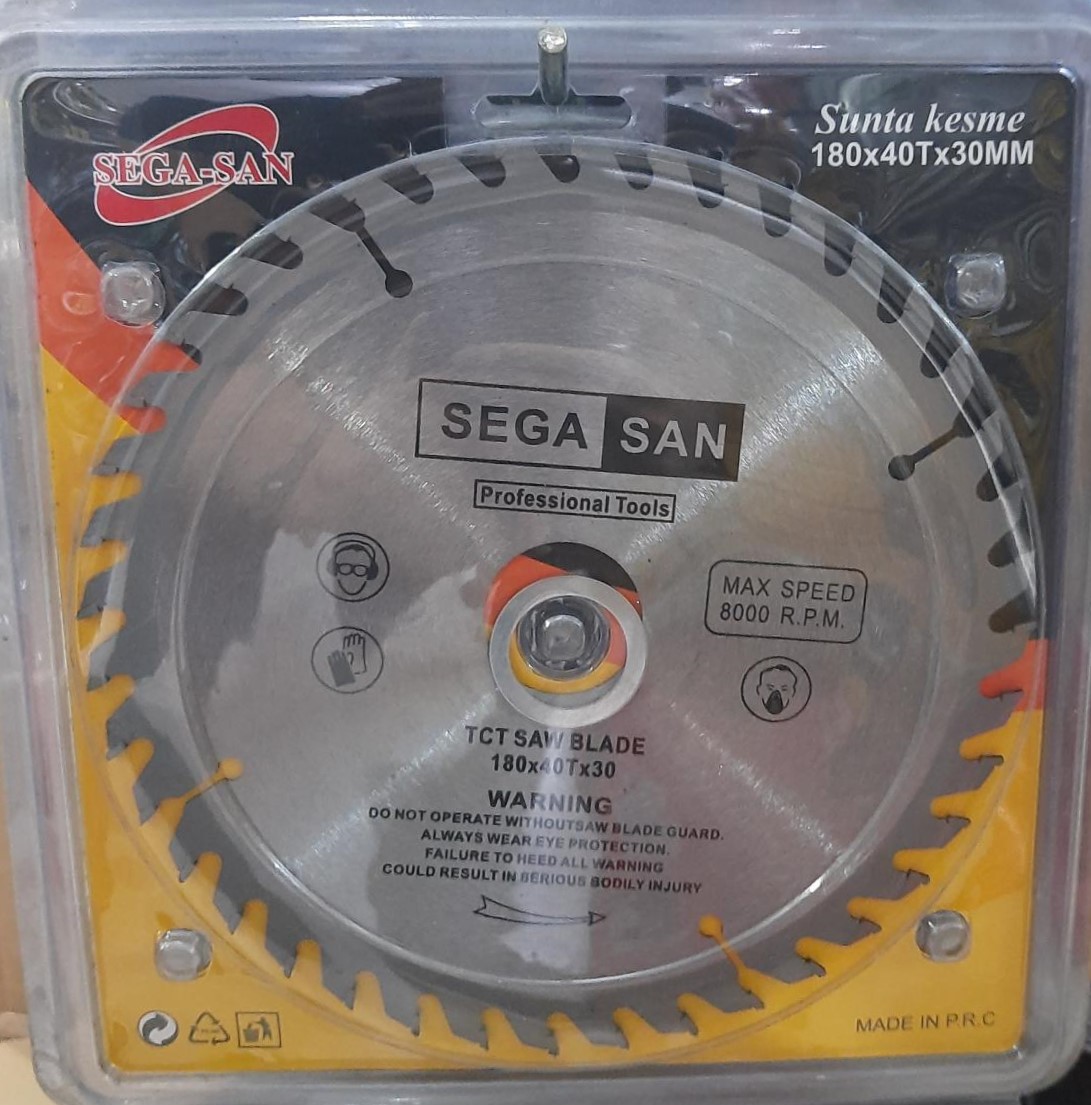 SEGA-SAN
Sunta kesme
180x40Tx30MM
SEGA SAN
Professional Tools
MAX SPEED
8000 R.P.M.
TCT SAW BLADE
180x40Tx30
WARNING
DO NOT OPERATE WITHOUTSAW BLADE GUARD.
ALWAYS WEAR EYE PROTECTION.
FAILURE TO HEED ALL WARNING
COULD RESULT IN SERIOUS BODILY INJURY
MADE IN P.R.C